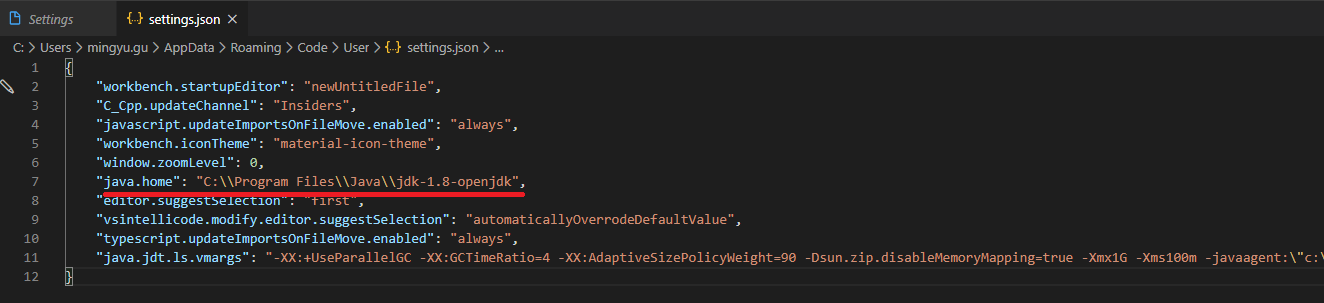 Settings
{..} settings.json ×
C: > Users > mingyu.gu > AppData > Roaming > Code > User > {..} settings.json > ...
1 {
2 "workbench.startupEditor": "newUntitledFile",
3 "C_Cpp.updateChannel": "Insiders",
4 "javascript.updateImportsOnFileMove.enabled": "always",
5 "workbench.iconTheme": "material-icon-theme",
6 "window.zoomLevel": 0,
7 "java.home": "C:\\Program Files\\Java\\jdk-1.8-openjdk",
8 "editor.suggestSelection": "first",
9 "vsintellicode.modify.editor.suggestSelection": "automaticallyOverrodeDefaultValue",
10 "typescript.updateImportsOnFileMove.enabled": "always",
11 "java.jdt.ls.vmargs": "-XX:+UseParallelGC -XX:GCTimeRatio=4 -XX:AdaptiveSizePolicyWeight=90 -Dsun.zip.disableMemoryMapping=true -Xmx1G -Xms100m -javaagent:\"c:\
12 }